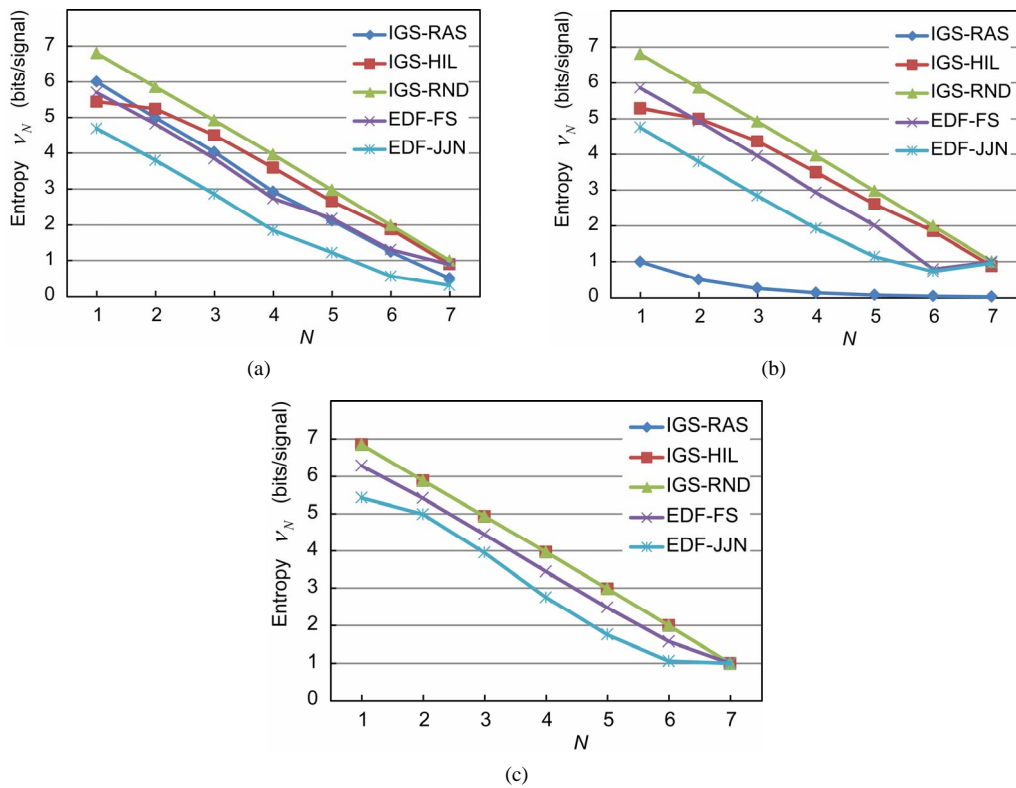 Entropy νN (bits/signal)
7
6
5
4
3
2
1
0
1 2 3 4 5 6 7
N
IGS-RAS
IGS-HIL
IGS-RND
EDF-FS
EDF-JJN
(a)
Entropy νN (bits/signal)
7
6
5
4
3
2
1
0
1 2 3 4 5 6 7
N
IGS-RAS
IGS-HIL
IGS-RND
EDF-FS
EDF-JJN
(b)
Entropy νN (bits/signal)
7
6
5
4
3
2
1
0
1 2 3 4 5 6 7
N
IGS-RAS
IGS-HIL
IGS-RND
EDF-FS
EDF-JJN
(c)